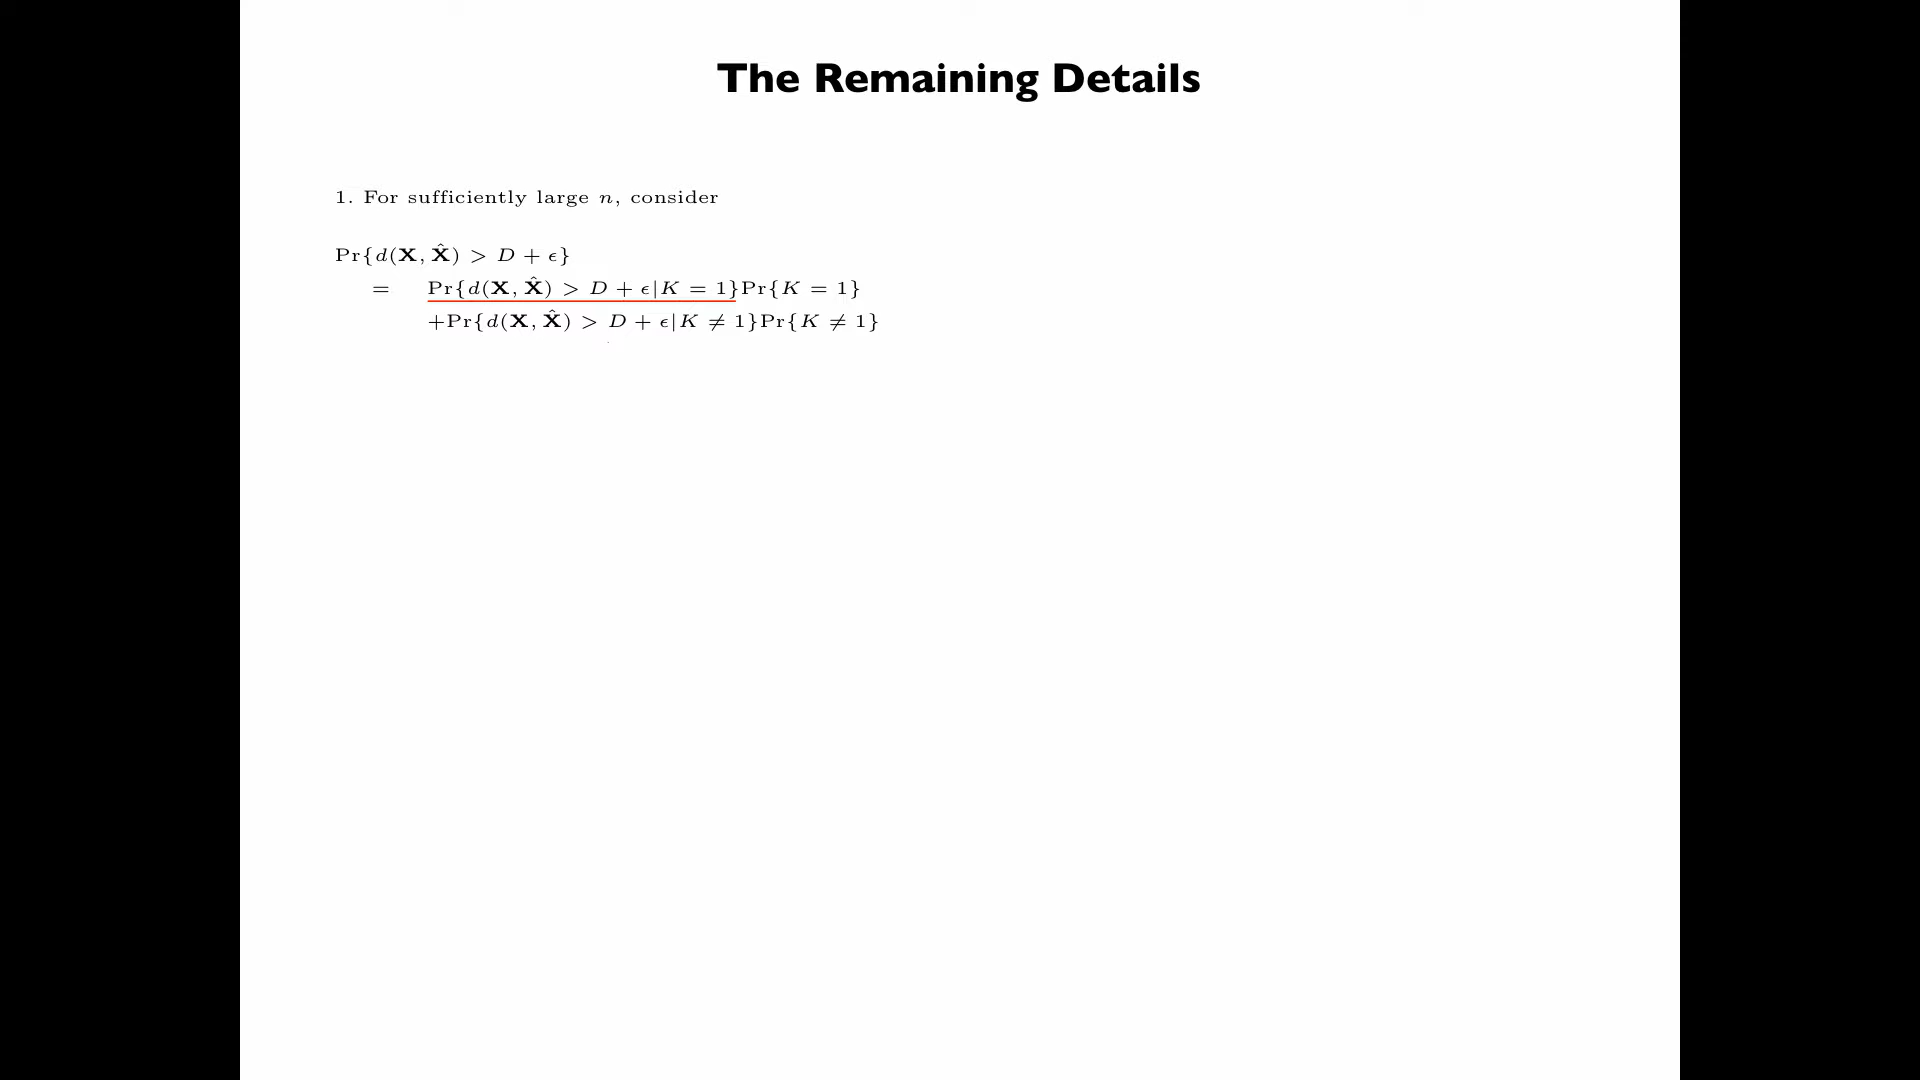 The Remaining Details
1. For sufficiently large n, consider
Pr{d(𝐗, 𝐗̂) > D + ϵ}
= Pr{d(𝐗, 𝐗̂) > D + ϵ|K = 1}Pr{K = 1}
+Pr{d(𝐗, 𝐗̂) > D + ϵ|K ≠ 1}Pr{K ≠ 1}